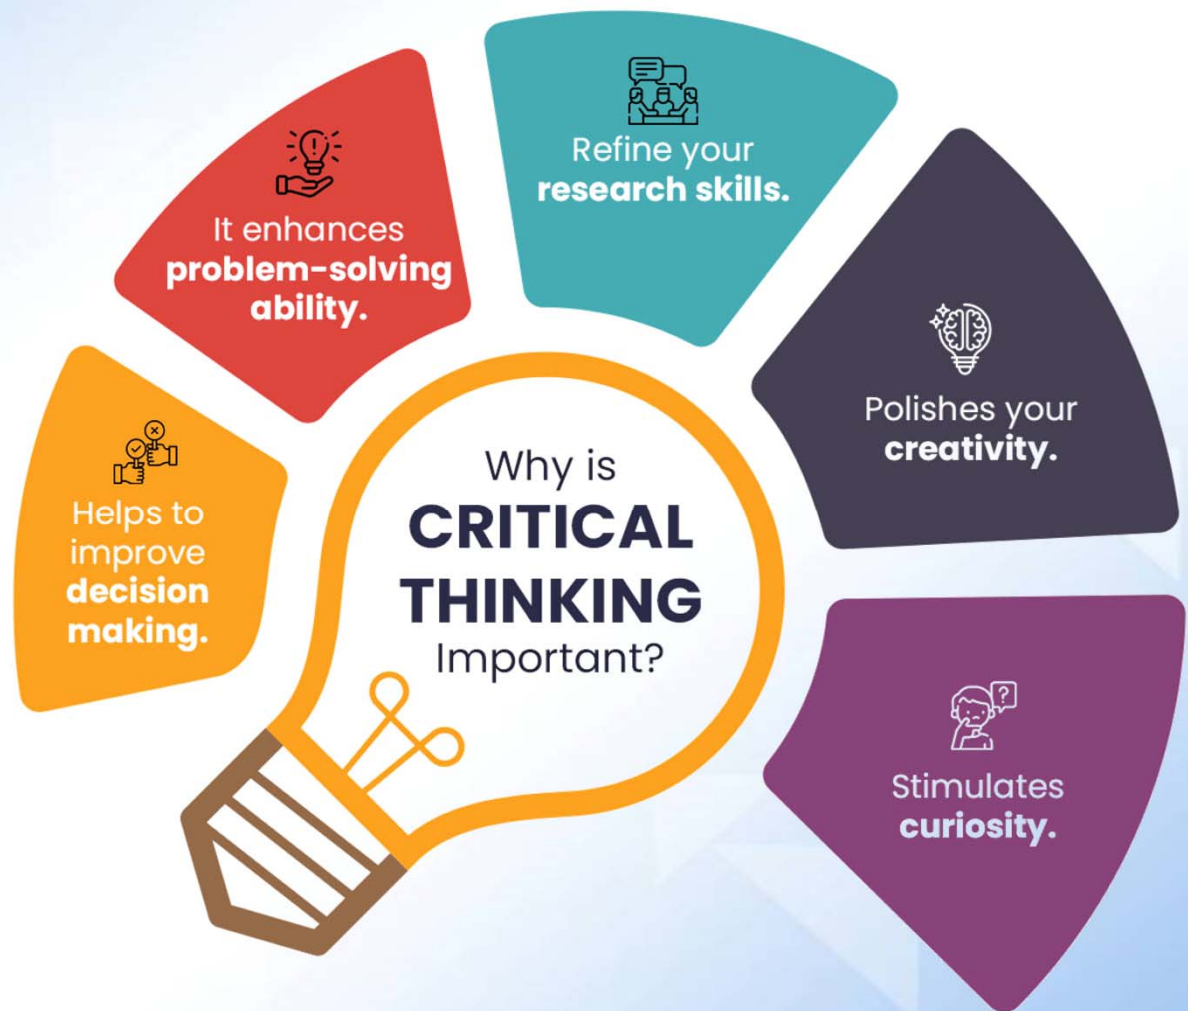 Why is
CRITICAL
THINKING
Important?
Helps to
improve
decision
making.
It enhances
problem-solving
ability.
Refine your
research skills.
Polishes your
creativity.
Stimulates
curiosity.